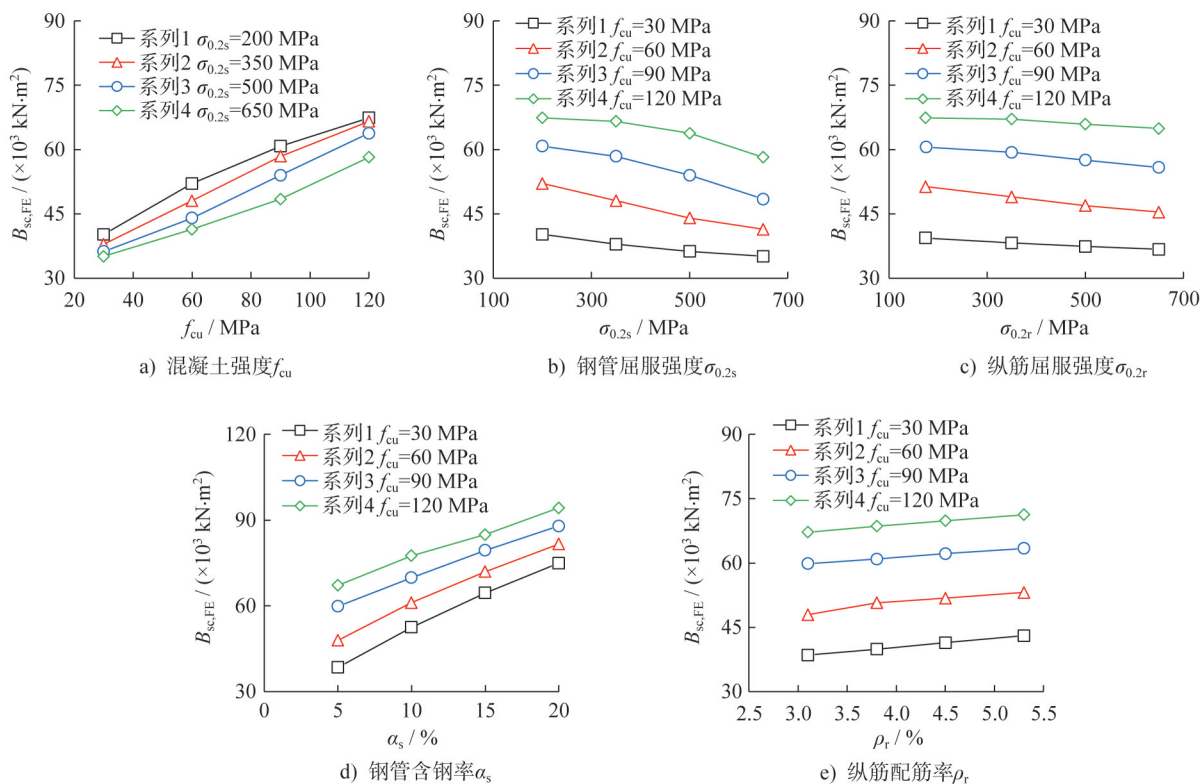 90
75
60
45
30
B_sc,FE / (×10³ kN·m²)
系列1 σ_0.2s=200 MPa
系列2 σ_0.2s=350 MPa
系列3 σ_0.2s=500 MPa
系列4 σ_0.2s=650 MPa
20 40 60 80 100 120
f_cu / MPa
a) 混凝土强度f_cu
90
75
60
45
30
B_sc,FE / (×10³ kN·m²)
系列1 f_cu=30 MPa
系列2 f_cu=60 MPa
系列3 f_cu=90 MPa
系列4 f_cu=120 MPa
100 300 500 700
σ_0.2s / MPa
b) 钢管屈服强度σ_0.2s
90
75
60
45
30
B_sc,FE / (×10³ kN·m²)
系列1 f_cu=30 MPa
系列2 f_cu=60 MPa
系列3 f_cu=90 MPa
系列4 f_cu=120 MPa
100 300 500 700
σ_0.2r / MPa
c) 纵筋屈服强度σ_0.2r
120
90
60
30
B_sc,FE / (×10³ kN·m²)
系列1 f_cu=30 MPa
系列2 f_cu=60 MPa
系列3 f_cu=90 MPa
系列4 f_cu=120 MPa
0 5 10 15 20
α_s / %
d) 钢管含钢率α_s
90
75
60
45
30
B_sc,FE / (×10³ kN·m²)
系列1 f_cu=30 MPa
系列2 f_cu=60 MPa
系列3 f_cu=90 MPa
系列4 f_cu=120 MPa
2.5 3.0 3.5 4.0 4.5 5.0 5.5
ρ_r / %
e) 纵筋配筋率ρ_r